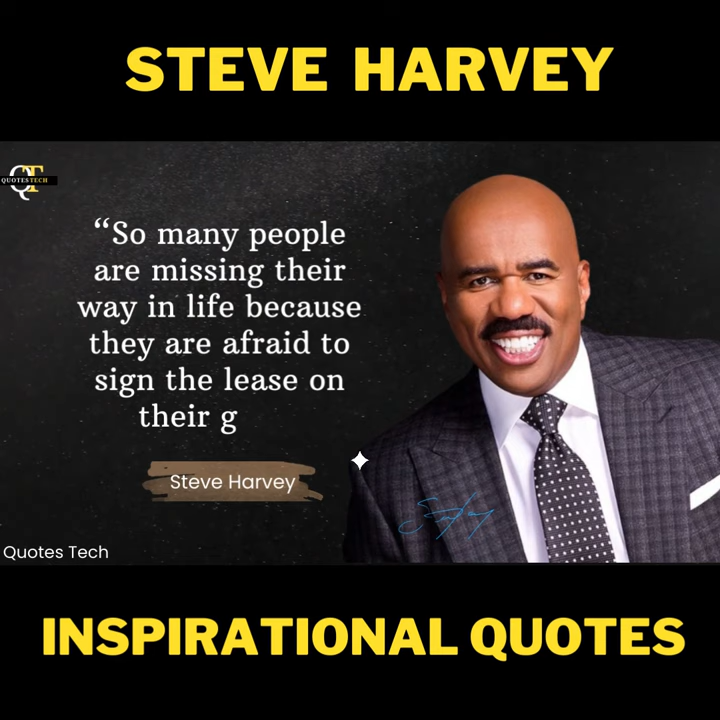 STEVE HARVEY
QT
QUOTES TECH
“So many people
are missing their
way in life because
they are afraid to
sign the lease on
their g
Steve Harvey
Quotes Tech
INSPIRATIONAL QUOTES